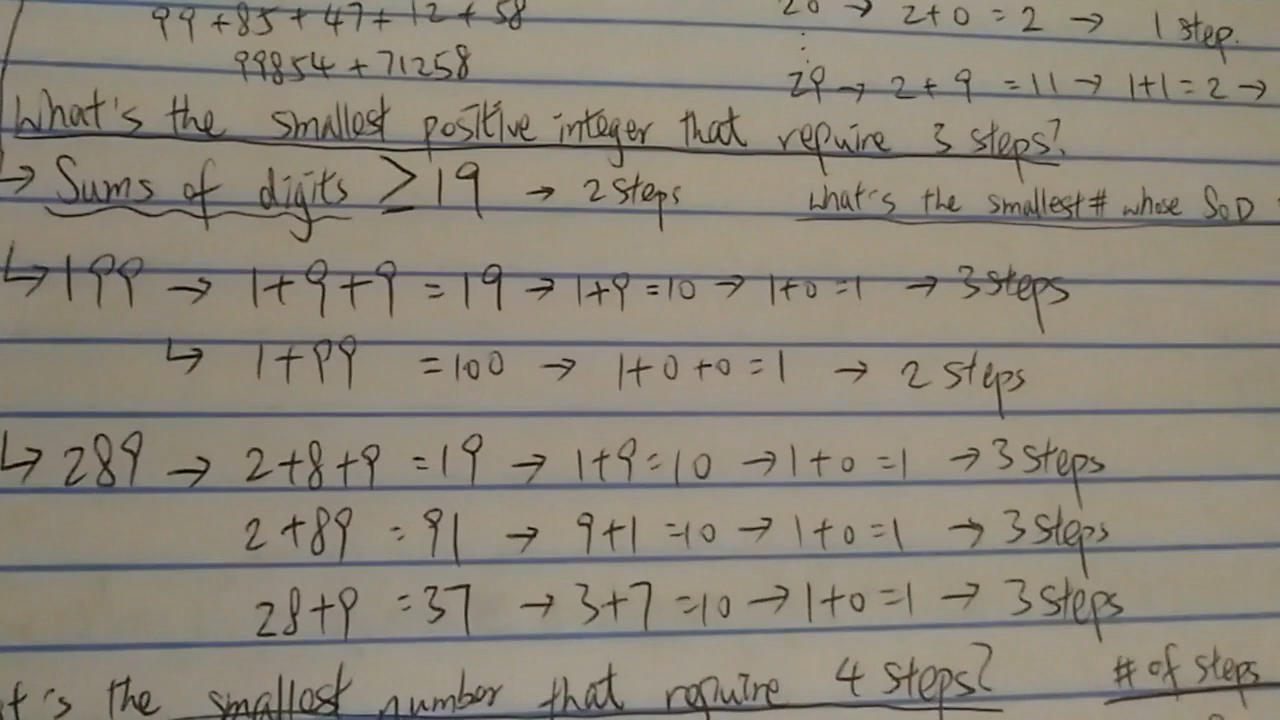 99+85+47+12+58
20 → 2+0=2 → 1 step.
99854+71258
29 → 2+9 =11 → 1+1=2 →
What's the smallest positive integer that require 3 steps?
→ Sums of digits ≥19 → 2 steps
what's the smallest# whose SoD
↳ 199 → 1+9+9 =19 → 1+9=10 → 1+0=1 → 3 steps
↳ 1+99 =100 → 1+0+0=1 → 2 steps
↳ 289 → 2+8+9 =19 → 1+9=10 → 1+0=1 → 3 steps
2+89 =91 → 9+1=10 → 1+0=1 → 3 steps
28+9 =37 → 3+7=10 → 1+0=1 → 3 steps
t's the smallest number that require 4 steps?
# of steps